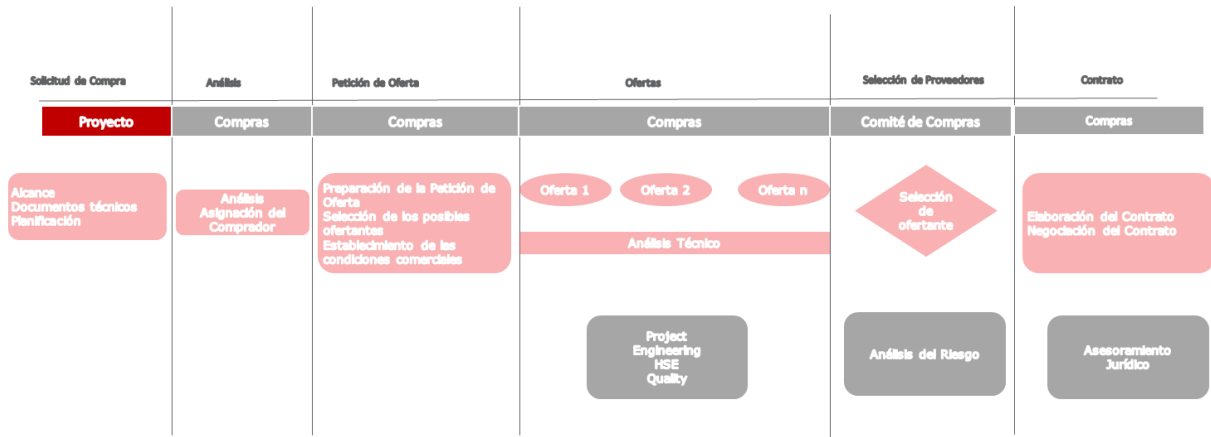 Solicitud de Compra
Análisis
Petición de Oferta
Ofertas
Selección de Proveedores
Contrato
Proyecto
Compras
Compras
Compras
Comité de Compras
Compras
Alcance
Documentos técnicos
Planificación
Análisis
Asignación del
Comprador
Preparación de la Petición de
Oferta
Selección de los posibles
ofertantes
Establecimiento de las
condiciones comerciales
Oferta 1
Oferta 2
Oferta n
Análisis Técnico
Selección
de
ofertante
Elaboración del Contrato
Negociación del Contrato
Project
Engineering
HSE
Quality
Análisis del Riesgo
Asesoramiento
Jurídico